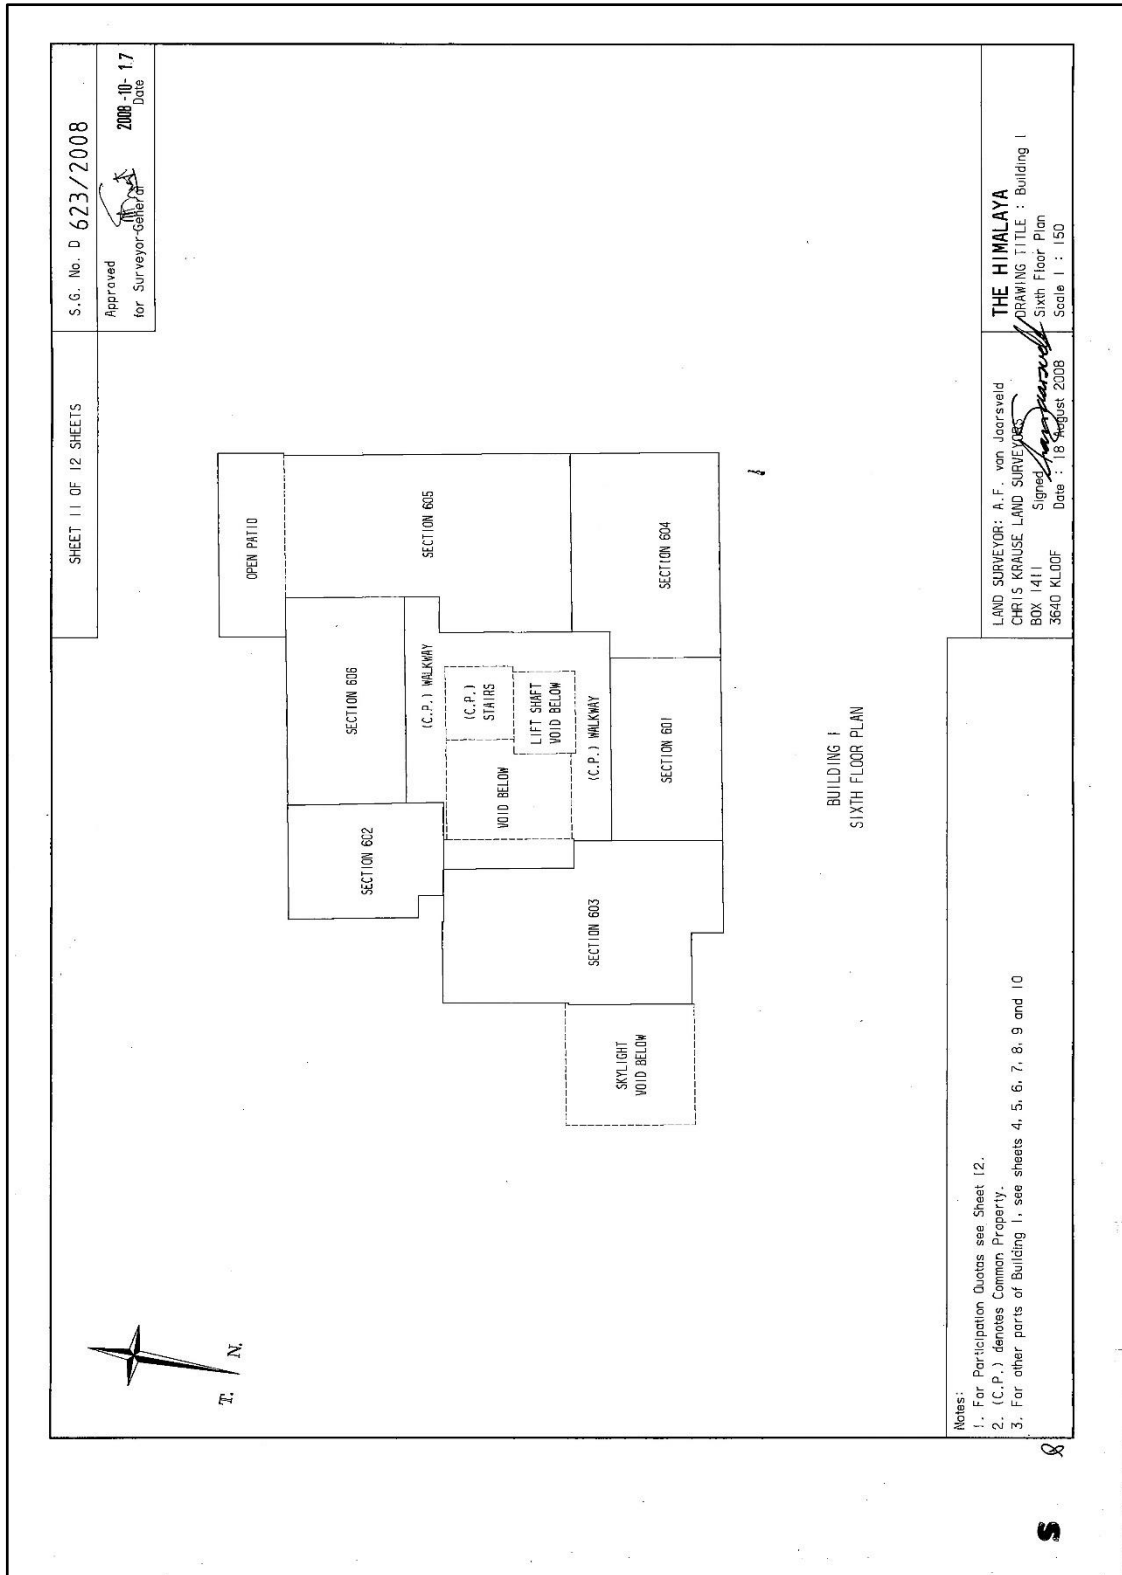 SHEET 11 OF 12 SHEETS
S.G. No. D 623/2008
Approved
for Surveyor-General
2008-10-17
Date
T. N.
OPEN PATIO
SECTION 602
SECTION 606
SECTION 605
(C.P.) WALKWAY
(C.P.)
STAIRS
VOID BELOW
LIFT SHAFT
VOID BELOW
(C.P.) WALKWAY
SECTION 603
SECTION 601
SECTION 604
SKYLIGHT
VOID BELOW
BUILDING 1
SIXTH FLOOR PLAN
Notes:
1. For Participation Quotas see Sheet 12.
2. (C.P.) denotes Common Property.
3. For other parts of Building 1, see sheets 4, 5, 6, 7, 8, 9 and 10
LAND SURVEYOR: A.F. van Jaarsveld
CHRIS KRAUSE LAND SURVEYORS
BOX 1411 Signed
3640 KLOOF Date : 18 August 2008
THE HIMALAYA
DRAWING TITLE : Building 1
Sixth Floor Plan
Scale 1 : 150
S